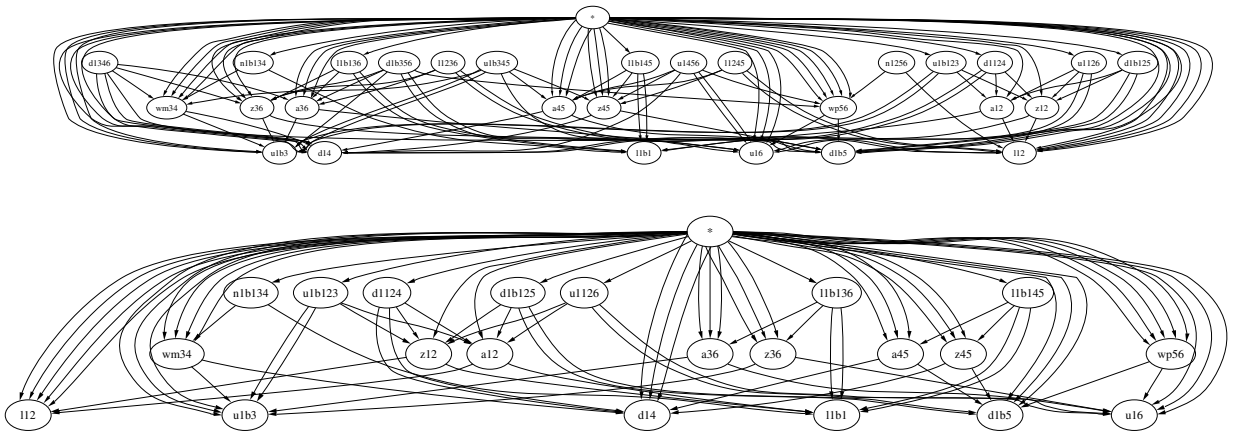 *
d1346 n1b134 l1b136 d1b356 l1236 u1b345 l1b145 u1456 l1245 n1256 u1b123 d1124 u1126 d1b125
wm34 z36 a36 a45 z45 wp56 a12 z12
u1b3 d14 l1b1 u16 d1b5 l12
*
n1b134 u1b123 d1124 d1b125 u1126 l1b136 l1b145
wm34 z12 a12 a36 z36 a45 z45 wp56
l12 u1b3 d14 l1b1 d1b5 u16